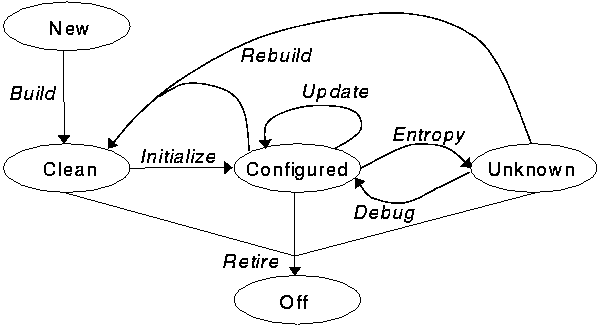 New
Rebuild
Build
Update
Entropy
Clean
Initialize
Configured
Unknown
Debug
Retire
Off